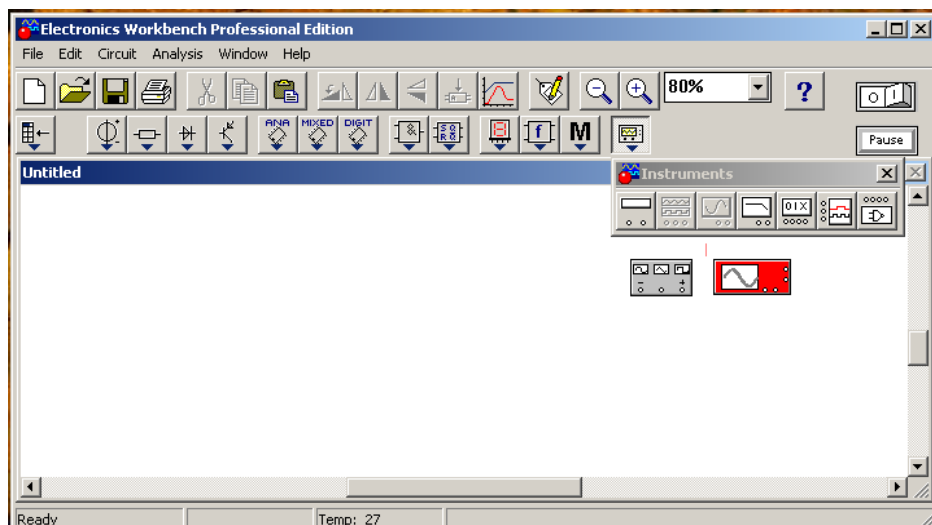 Electronics Workbench Professional Edition
File Edit Circuit Analysis Window Help
80%
?
ANA MIXED DIGIT
&
f
M
Pause
Untitled
Instruments
01X
Ready
Temp: 27